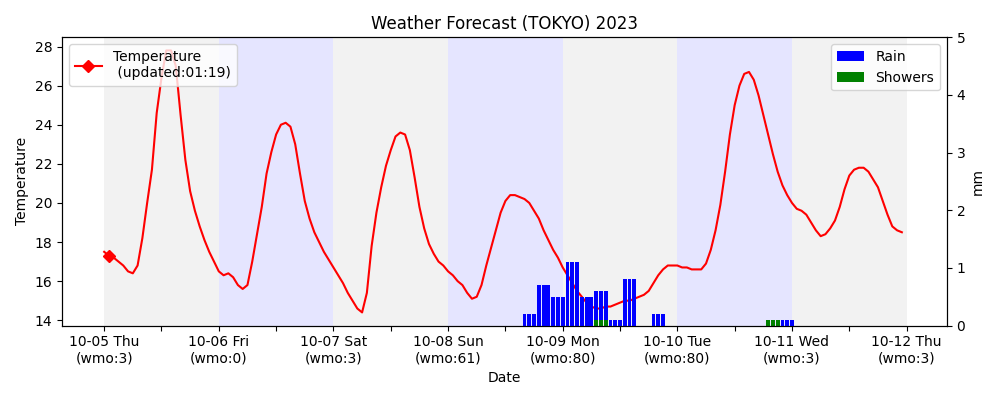 Weather Forecast (TOKYO) 2023
Temperature
(updated:01:19)
Rain
Showers
28
26
24
22
20
18
16
14
Temperature
5
4
3
2
1
0
mm
10-05 Thu
(wmo:3)
10-06 Fri
(wmo:0)
10-07 Sat
(wmo:3)
10-08 Sun
(wmo:61)
10-09 Mon
(wmo:80)
10-10 Tue
(wmo:80)
10-11 Wed
(wmo:3)
10-12 Thu
(wmo:3)
Date